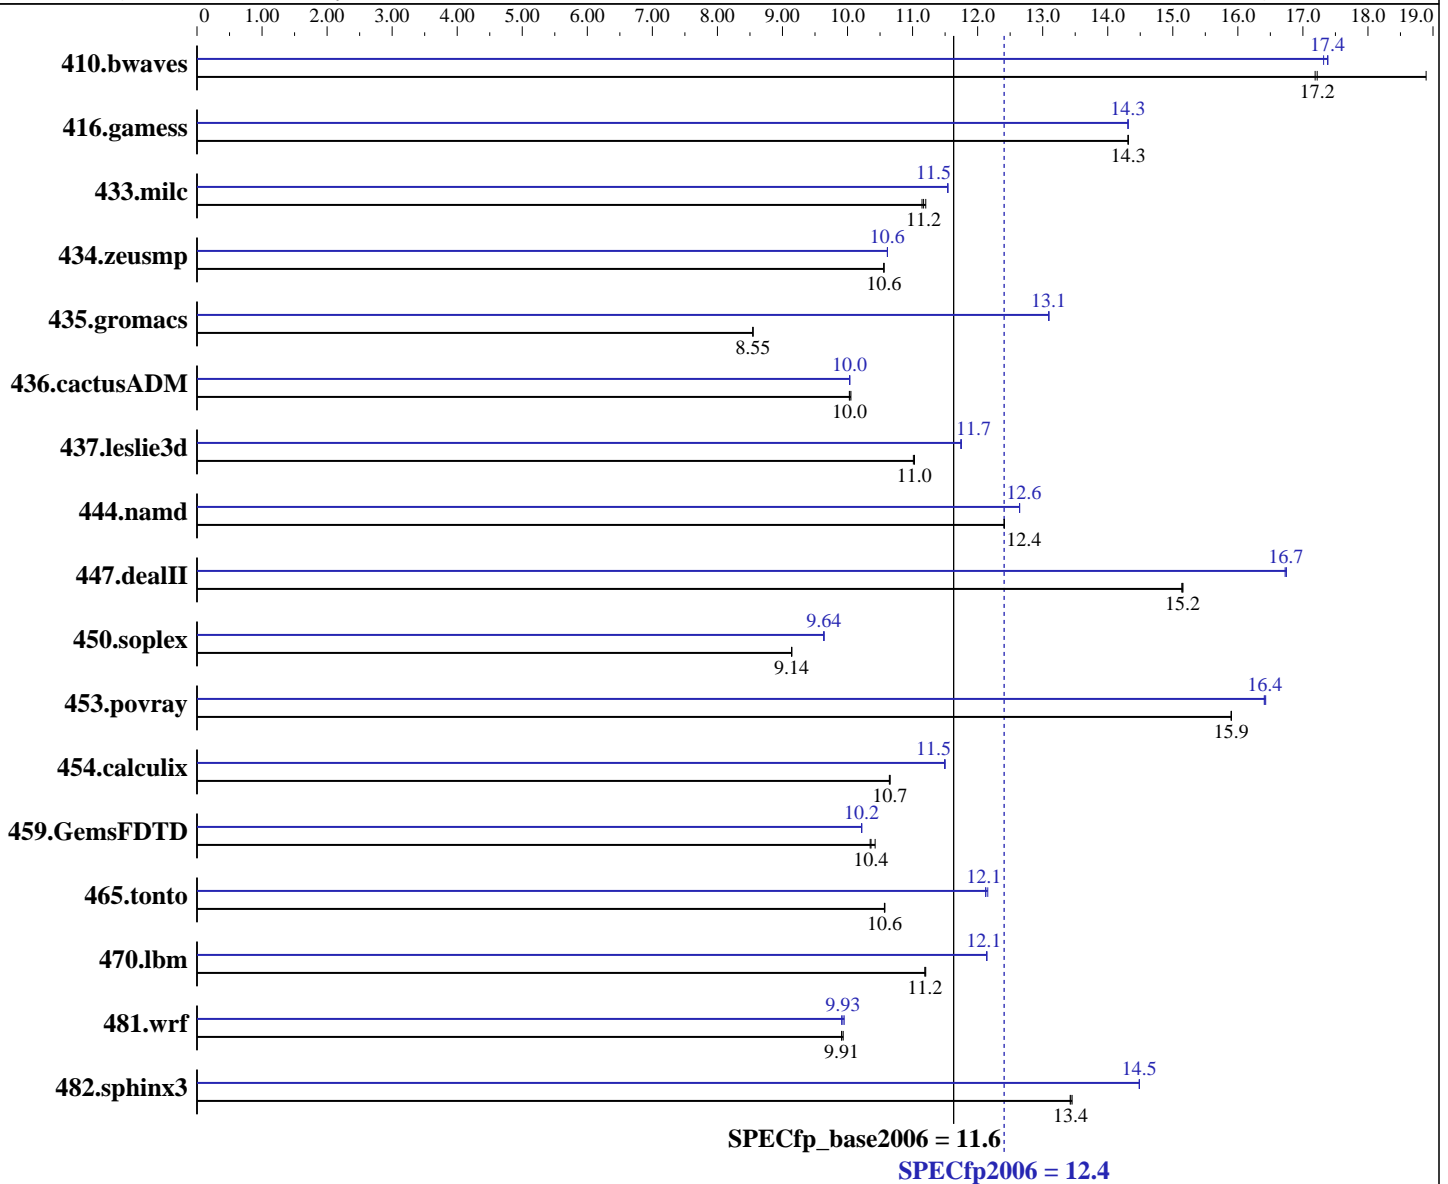 0 1.00 2.00 3.00 4.00 5.00 6.00 7.00 8.00 9.00 10.0 11.0 12.0 13.0 14.0 15.0 16.0 17.0 18.0 19.0
17.4
410.bwaves
17.2
14.3
416.gamess
14.3
11.5
433.milc
11.2
10.6
434.zeusmp
10.6
13.1
435.gromacs
8.55
10.0
436.cactusADM
10.0
11.7
437.leslie3d
11.0
12.6
444.namd
12.4
16.7
447.dealII
15.2
9.64
450.soplex
9.14
16.4
453.povray
15.9
11.5
454.calculix
10.7
10.2
459.GemsFDTD
10.4
12.1
465.tonto
10.6
12.1
470.lbm
11.2
9.93
481.wrf
9.91
14.5
482.sphinx3
13.4
SPECfp_base2006 = 11.6
SPECfp2006 = 12.4